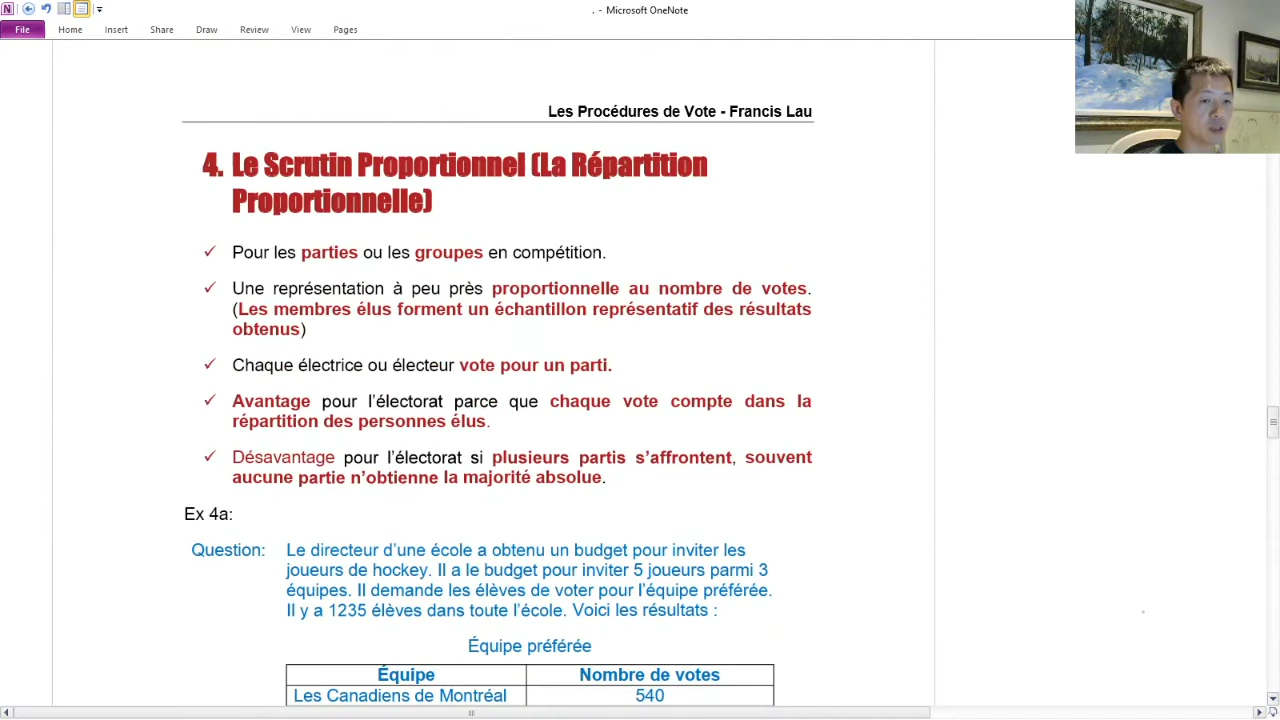 . - Microsoft OneNote
File Home Insert Share Draw Review View Pages
Les Procédures de Vote - Francis Lau
4. Le Scrutin Proportionnel (La Répartition
Proportionnelle)
Pour les parties ou les groupes en compétition.
Une représentation à peu près proportionnelle au nombre de votes.
(Les membres élus forment un échantillon représentatif des résultats
obtenus)
Chaque électrice ou électeur vote pour un parti.
Avantage pour l'électorat parce que chaque vote compte dans la
répartition des personnes élus.
Désavantage pour l'électorat si plusieurs partis s'affrontent, souvent
aucune partie n'obtienne la majorité absolue.
Ex 4a:
Question: Le directeur d'une école a obtenu un budget pour inviter les
joueurs de hockey. Il a le budget pour inviter 5 joueurs parmi 3
équipes. Il demande les élèves de voter pour l'équipe préférée.
Il y a 1235 élèves dans toute l'école. Voici les résultats :
Équipe préférée
Équipe Nombre de votes
Les Canadiens de Montréal 540